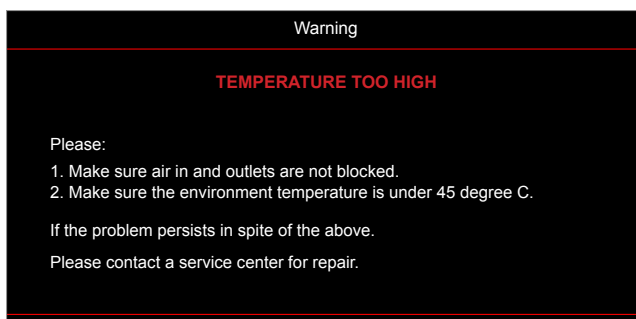 Warning
TEMPERATURE TOO HIGH
Please:
1. Make sure air in and outlets are not blocked.
2. Make sure the environment temperature is under 45 degree C.
If the problem persists in spite of the above.
Please contact a service center for repair.